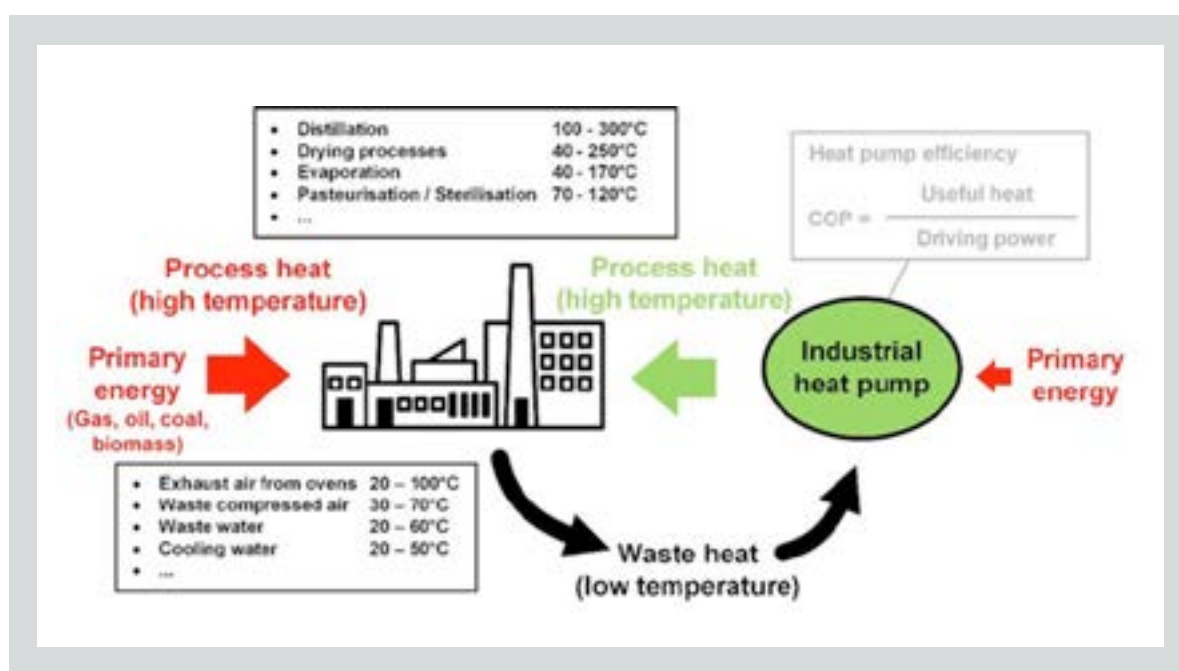 • Distillation 100 - 300°C
• Drying processes 40 - 250°C
• Evaporation 40 - 170°C
• Pasteurisation / Sterilisation 70 - 120°C
• ...
Heat pump efficiency
COP = Useful heat
Driving power
Process heat
(high temperature)
Process heat
(high temperature)
Primary
energy
(Gas, oil, coal,
biomass)
Industrial
heat pump
Primary
energy
• Exhaust air from ovens 20 – 100°C
• Waste compressed air 30 – 70°C
• Waste water 20 – 60°C
• Cooling water 20 – 50°C
• ...
Waste heat
(low temperature)